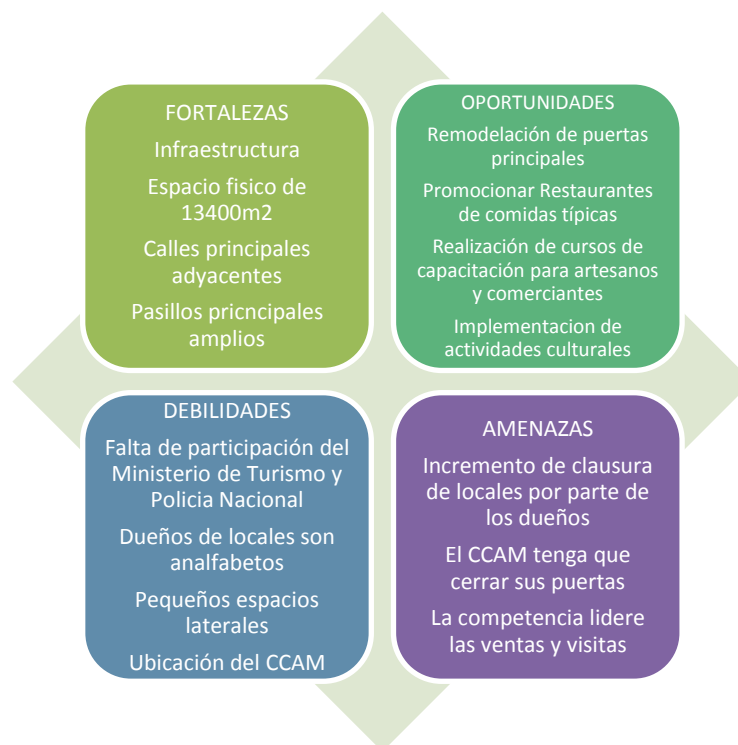 FORTALEZAS
Infraestructura
Espacio fisico de
13400m2
Calles principales
adyacentes
Pasillos pricncipales
amplios
OPORTUNIDADES
Remodelación de puertas
principales
Promocionar Restaurantes
de comidas típicas
Realización de cursos de
capacitación para artesanos
y comerciantes
Implementacion de
actividades culturales
DEBILIDADES
Falta de participación del
Ministerio de Turismo y
Policia Nacional
Dueños de locales son
analfabetos
Pequeños espacios
laterales
Ubicación del CCAM
AMENAZAS
Incremento de clausura
de locales por parte de
los dueños
El CCAM tenga que
cerrar sus puertas
La competencia lidere
las ventas y visitas